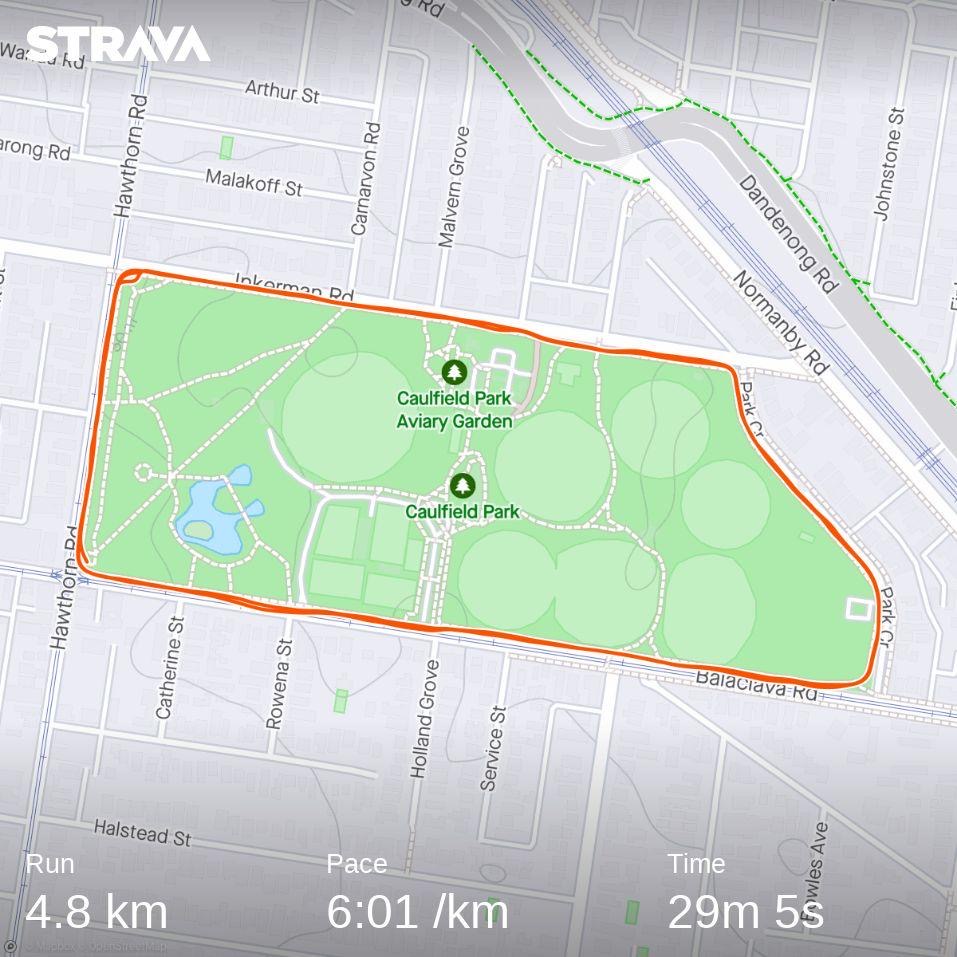 STRAVA
g Rd
Wanda Rd
Arthur St
Hawthorn Rd
arong Rd
Malakoff St
Carnarvon Rd
Malvern Grove
Johnstone St
Dandenong Rd
Normanby Rd
Inkerman Rd
Caulfield Park
Aviary Garden
Park Cr
Caulfield Park
Hawthorn Rd
Park Cr
Catherine St
Rowena St
Holland Grove
Service St
Balaclava Rd
Halstead St
Run
Pace
Time
4.8 km
6:01 /km
29m 5s
© Mapbox © OpenStreetMap